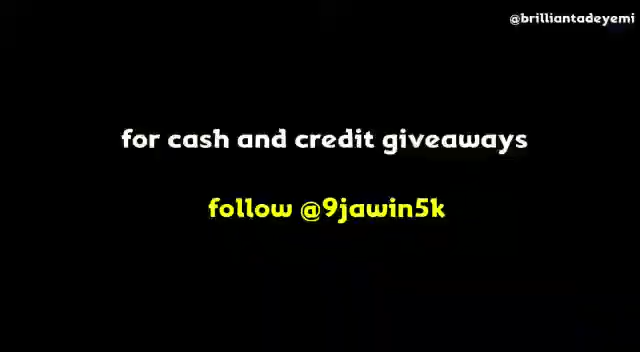 @brilliantadeyemi
for cash and credit giveaways
follow @9jawin5k